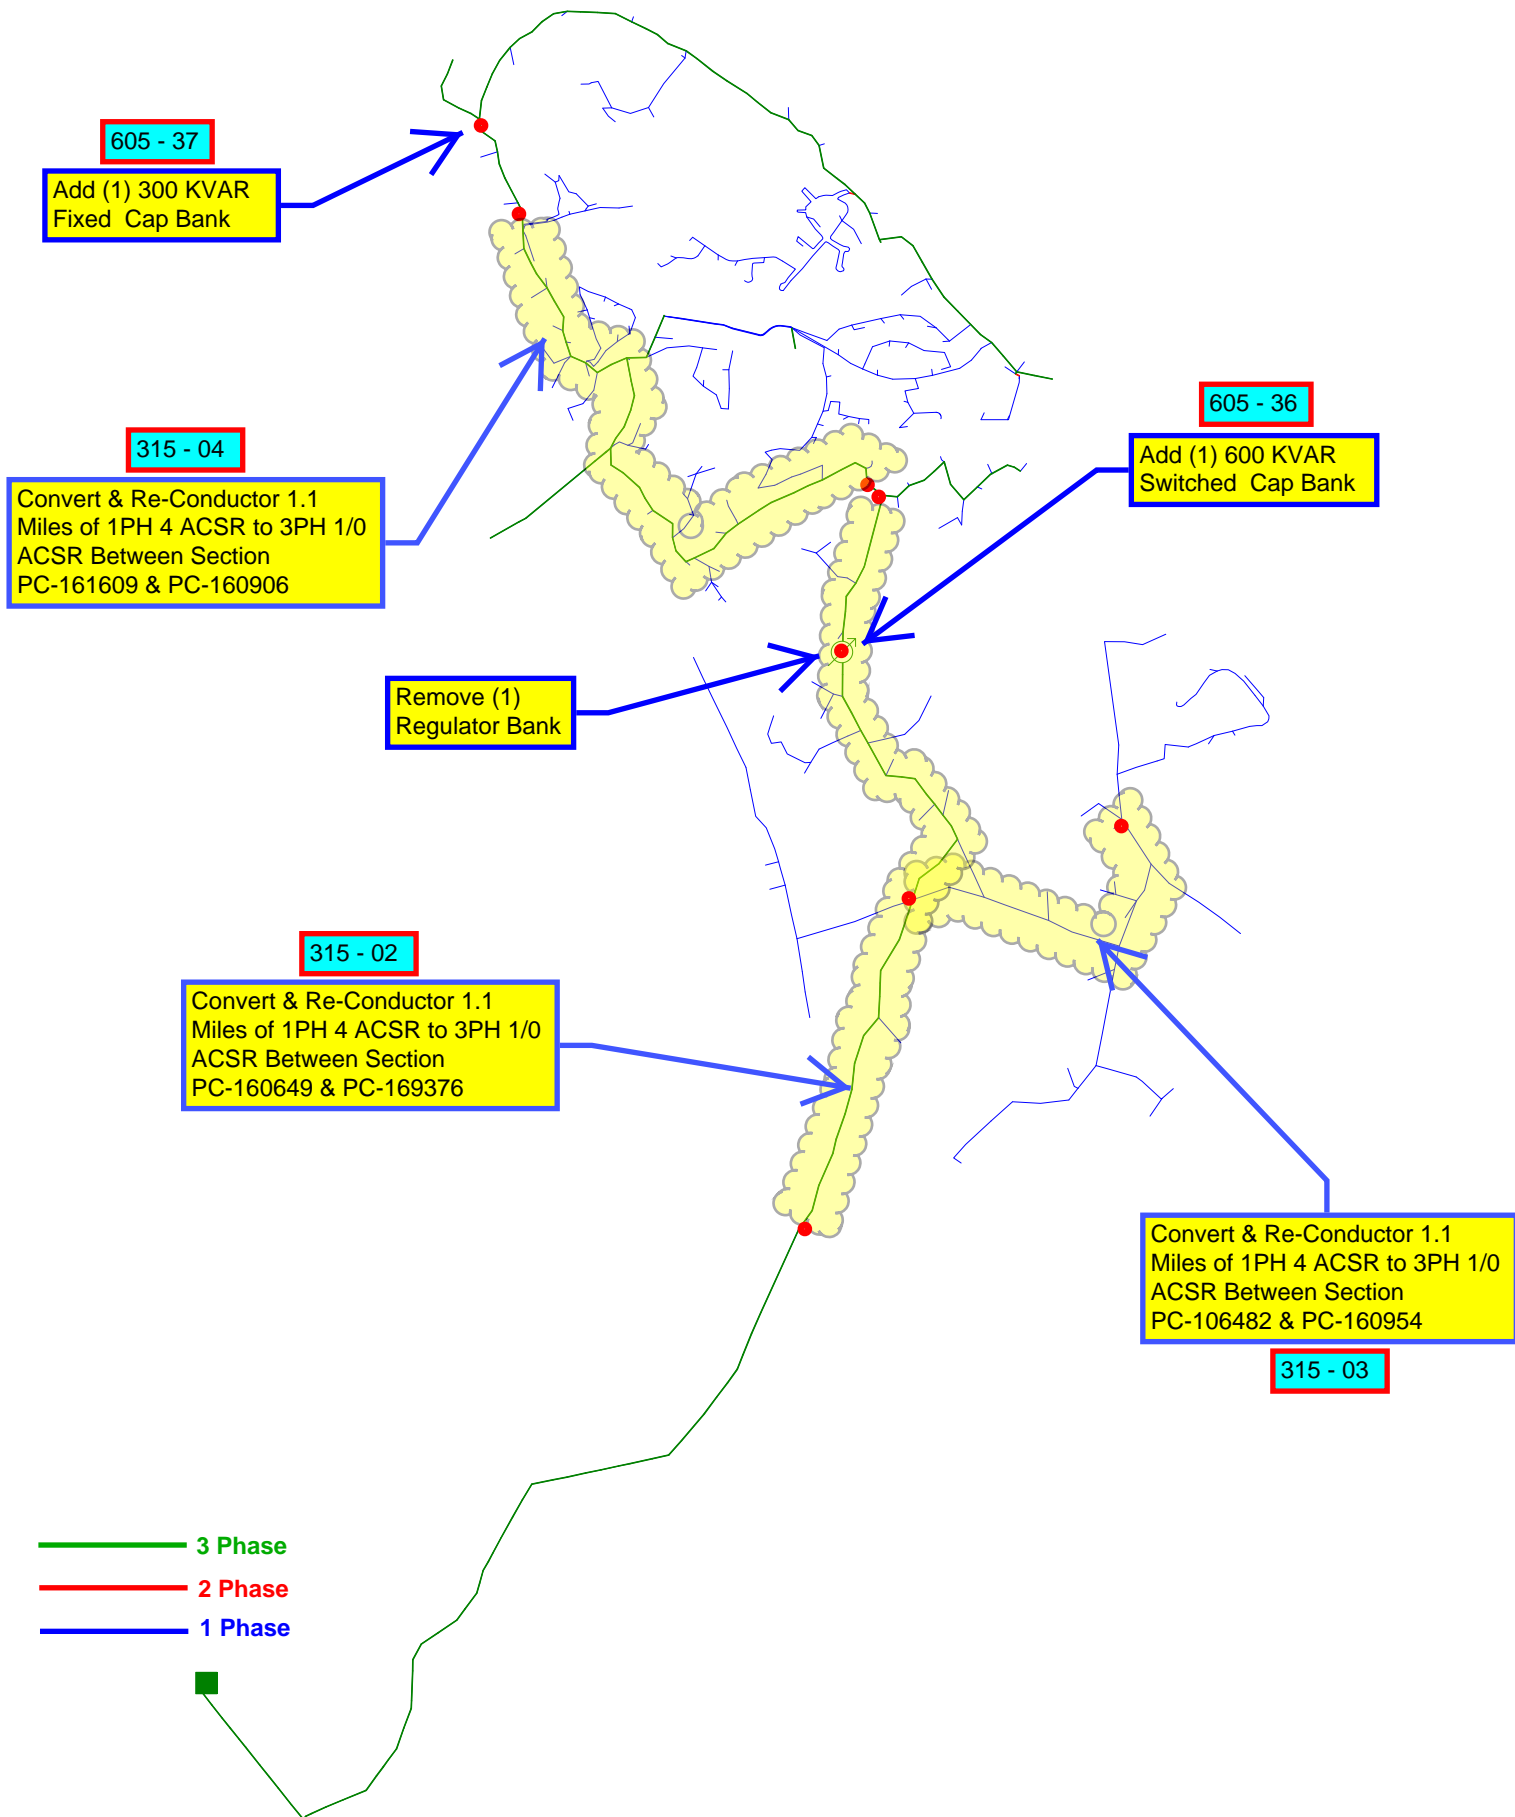 605 - 37
Add (1) 300 KVAR
Fixed  Cap Bank
605 - 36
Add (1) 600 KVAR
Switched  Cap Bank
315 - 04
Convert & Re-Conductor 1.1
Miles of 1PH 4 ACSR to 3PH 1/0
ACSR Between Section
PC-161609 & PC-160906
Remove (1)
Regulator Bank
315 - 02
Convert & Re-Conductor 1.1
Miles of 1PH 4 ACSR to 3PH 1/0
ACSR Between Section
PC-160649 & PC-169376
Convert & Re-Conductor 1.1
Miles of 1PH 4 ACSR to 3PH 1/0
ACSR Between Section
PC-106482 & PC-160954
315 - 03
3 Phase
2 Phase
1 Phase